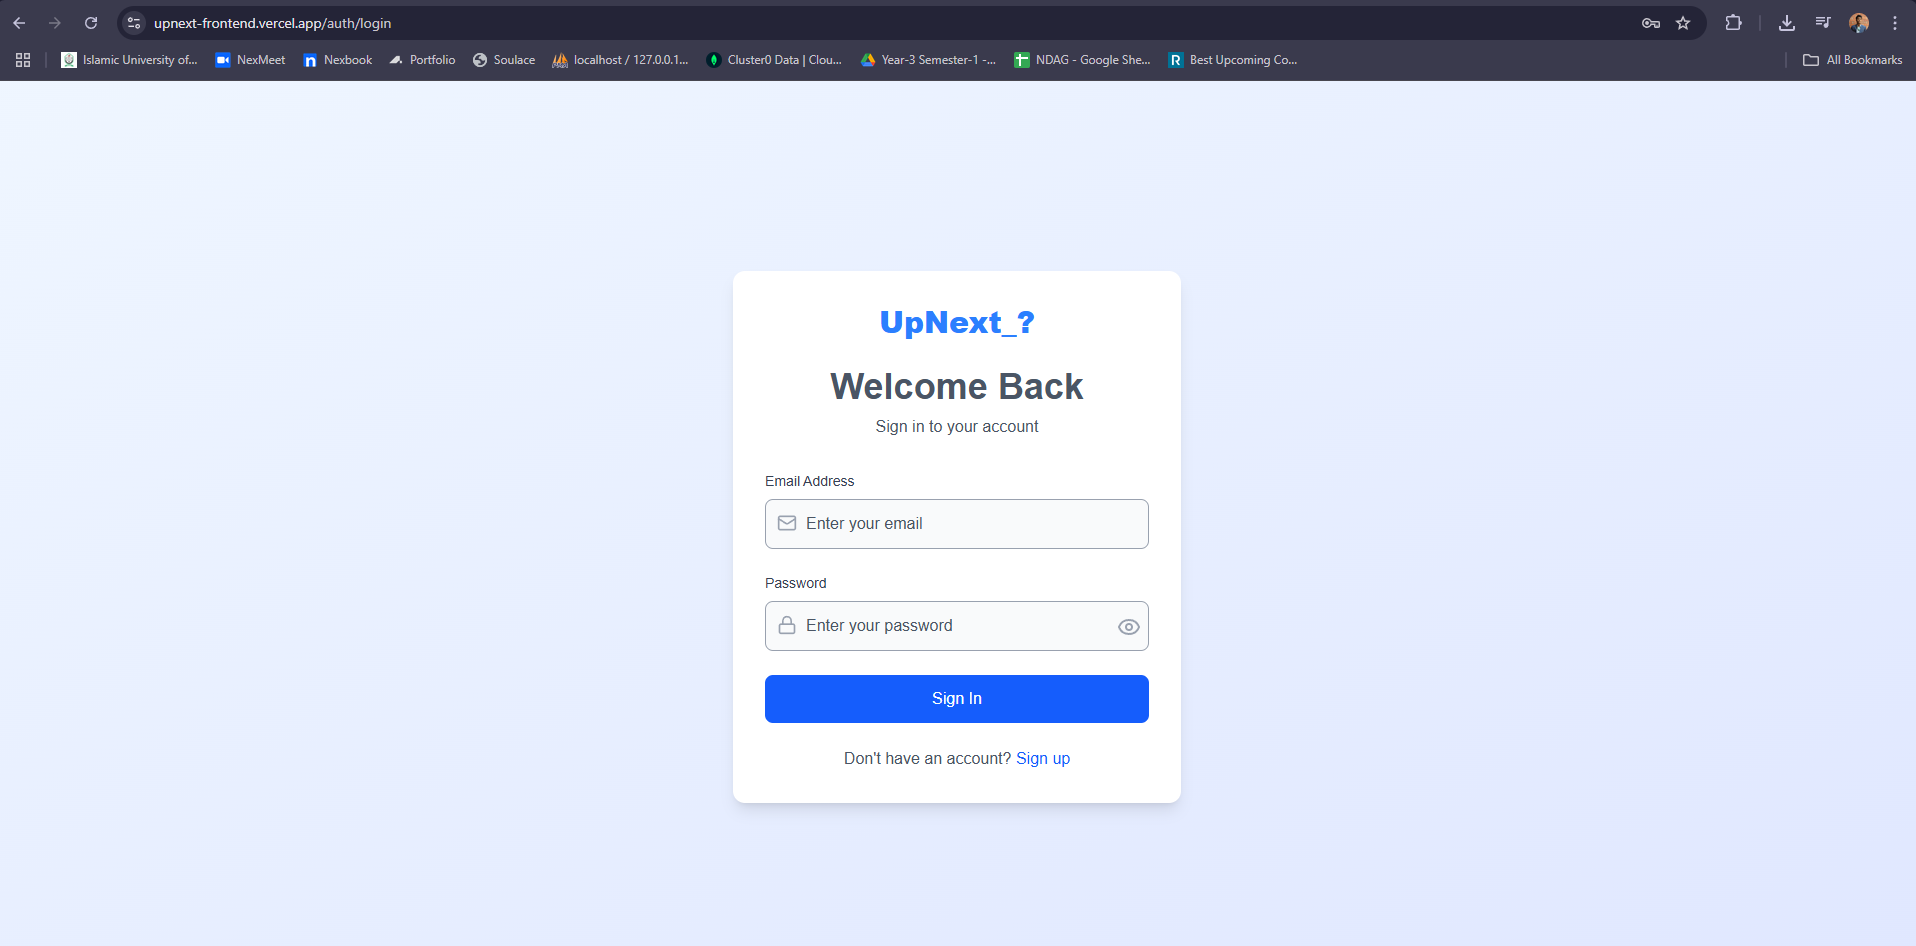 upnext-frontend.vercel.app/auth/login
Islamic University of... NexMeet Nexbook Portfolio Soulace localhost / 127.0.0.1... Cluster0 Data | Clou... Year-3 Semester-1 -... NDAG - Google She... R Best Upcoming Co... All Bookmarks
UpNext_?
Welcome Back
Sign in to your account
Email Address
Enter your email
Password
Enter your password
Sign In
Don't have an account? Sign up